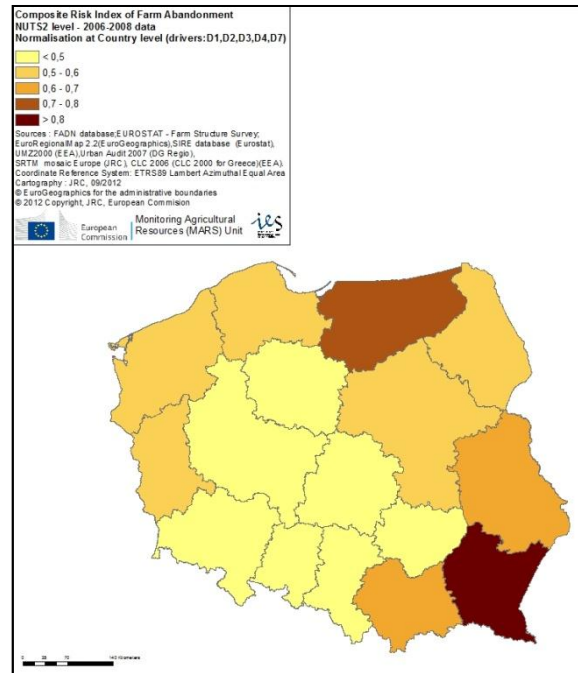 Composite Risk Index of Farm Abandonment
NUTS2 level - 2006-2008 data
Normalisation at Country level (drivers:D1,D2,D3,D4,D7)
< 0,5
0,5 - 0,6
0,6 - 0,7
0,7 - 0,8
> 0,8
Sources : FADN database;EUROSTAT - Farm Structure Survey;
EuroRegionalMap 2.2(EuroGeographics),SIRE database (Eurostat),
UMZ2000 (EEA),Urban Audit 2007 (DG Regio),
SRTM mosaic Europe (JRC), CLC 2006 (CLC 2000 for Greece)(EEA),
Coordinate Reference System: ETRS89 Lambert Azimuthal Equal Area
Cartography : JRC, 09/2012
© EuroGeographics for the administrative boundaries
© 2012 Copyright, JRC, European Commision
European
Commission
Monitoring Agricultural
Resources (MARS) Unit
ies
0
140 Kilometers